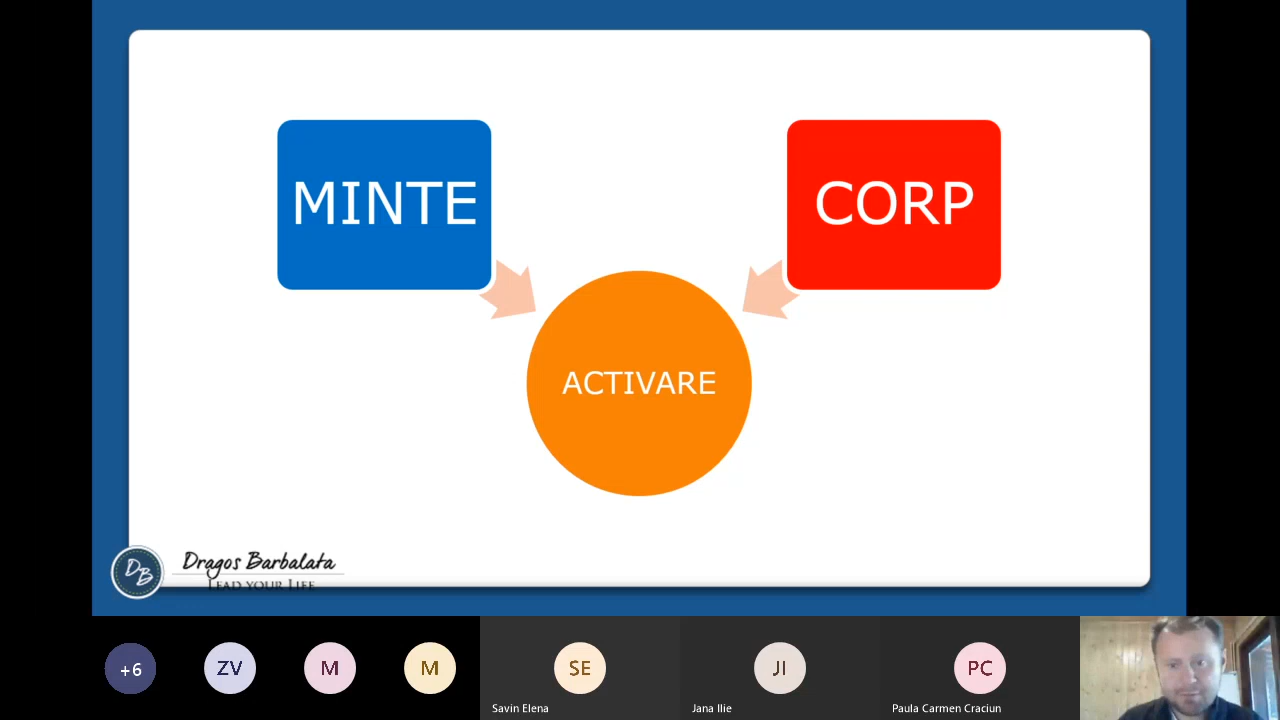 MINTE
CORP
ACTIVARE
DB
Dragos Barbalata
LEAD YOUR LIFE
+6
ZV
M
M
SE
JI
PC
Savin Elena
Jana Ilie
Paula Carmen Craciun